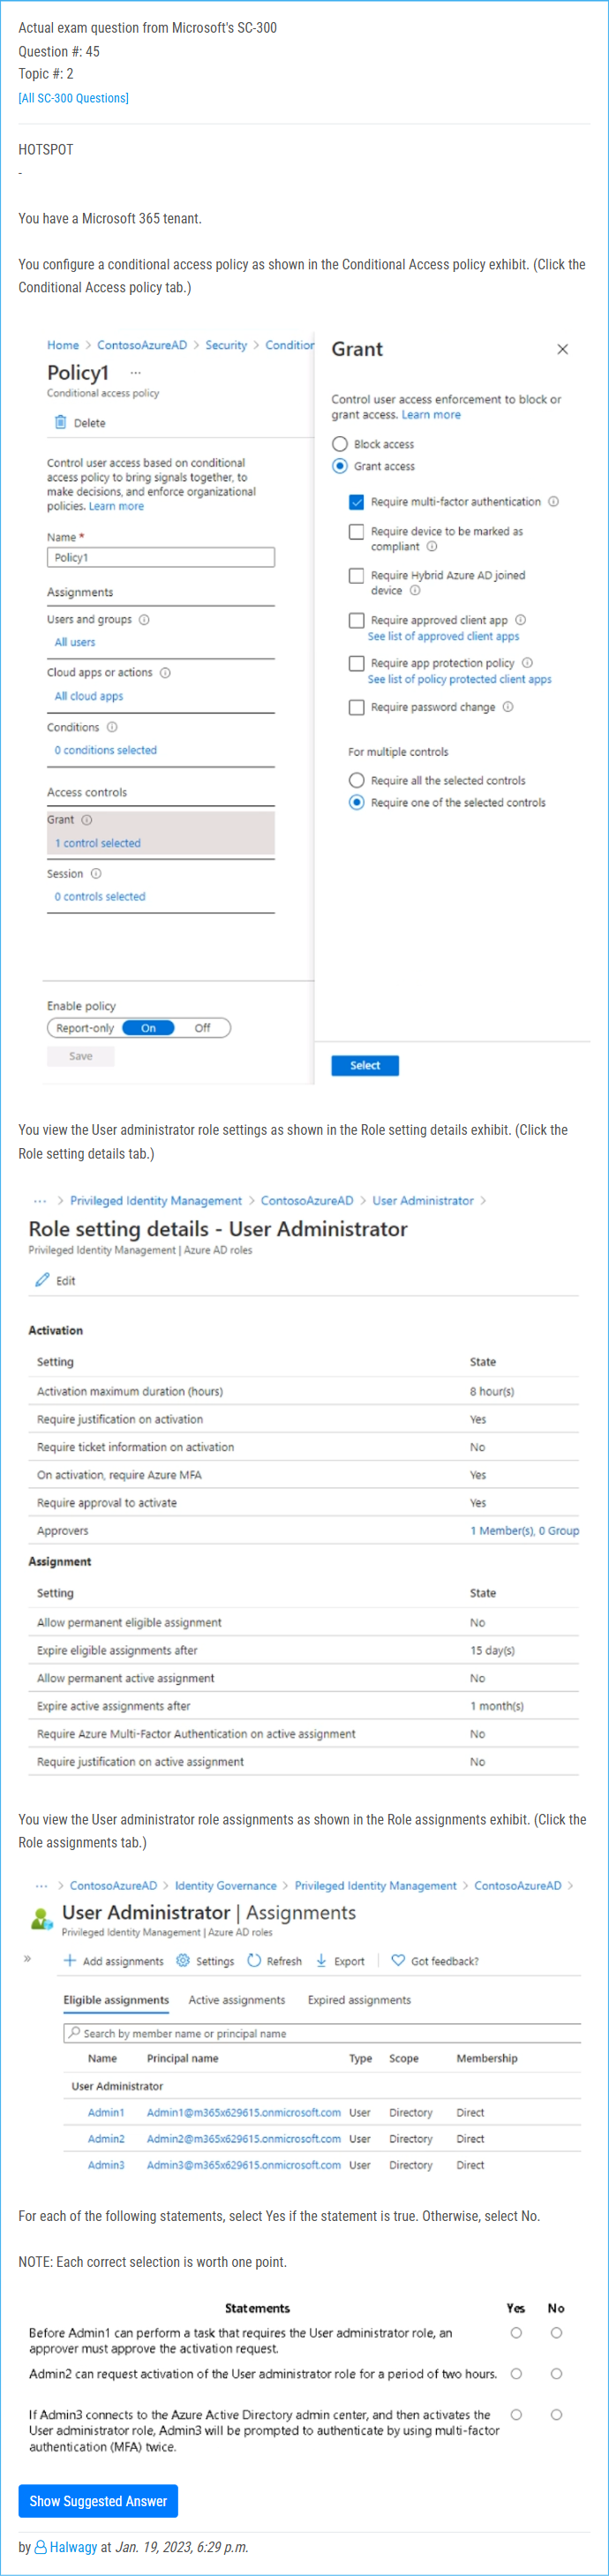 Actual exam question from Microsoft's SC-300
Question #: 45
Topic #: 2
[All SC-300 Questions]
HOTSPOT
-
You have a Microsoft 365 tenant.
You configure a conditional access policy as shown in the Conditional Access policy exhibit. (Click the
Conditional Access policy tab.)
Home > ContosoAzureAD > Security > Condition
Policy1 ...
Conditional access policy
Delete
Control user access based on conditional
access policy to bring signals together, to
make decisions, and enforce organizational
policies. Learn more
Name *
Policy1
Assignments
Users and groups
All users
Cloud apps or actions
All cloud apps
Conditions
0 conditions selected
Access controls
Grant
1 control selected
Session
0 controls selected
Enable policy
Report-only On Off
Save
Grant
Control user access enforcement to block or
grant access. Learn more
Block access
Grant access
Require multi-factor authentication
Require device to be marked as
compliant
Require Hybrid Azure AD joined
device
Require approved client app
See list of approved client apps
Require app protection policy
See list of policy protected client apps
Require password change
For multiple controls
Require all the selected controls
Require one of the selected controls
Select
You view the User administrator role settings as shown in the Role setting details exhibit. (Click the
Role setting details tab.)
... > Privileged Identity Management > ContosoAzureAD > User Administrator >
Role setting details - User Administrator
Privileged Identity Management | Azure AD roles
Edit
Activation
Setting State
Activation maximum duration (hours) 8 hour(s)
Require justification on activation Yes
Require ticket information on activation No
On activation, require Azure MFA Yes
Require approval to activate Yes
Approvers 1 Member(s), 0 Group
Assignment
Setting State
Allow permanent eligible assignment No
Expire eligible assignments after 15 day(s)
Allow permanent active assignment No
Expire active assignments after 1 month(s)
Require Azure Multi-Factor Authentication on active assignment No
Require justification on active assignment No
You view the User administrator role assignments as shown in the Role assignments exhibit. (Click the
Role assignments tab.)
... > ContosoAzureAD > Identity Governance > Privileged Identity Management > ContosoAzureAD >
User Administrator | Assignments
Privileged Identity Management | Azure AD roles
» Add assignments Settings Refresh Export Got feedback?
Eligible assignments Active assignments Expired assignments
Search by member name or principal name
Name Principal name Type Scope Membership
User Administrator
Admin1 Admin1@m365x629615.onmicrosoft.com User Directory Direct
Admin2 Admin2@m365x629615.onmicrosoft.com User Directory Direct
Admin3 Admin3@m365x629615.onmicrosoft.com User Directory Direct
For each of the following statements, select Yes if the statement is true. Otherwise, select No.
NOTE: Each correct selection is worth one point.
Statements Yes No
Before Admin1 can perform a task that requires the User administrator role, an
approver must approve the activation request.
Admin2 can request activation of the User administrator role for a period of two hours.
If Admin3 connects to the Azure Active Directory admin center, and then activates the
User administrator role, Admin3 will be prompted to authenticate by using multi-factor
authentication (MFA) twice.
Show Suggested Answer
by Halwagy at Jan. 19, 2023, 6:29 p.m.